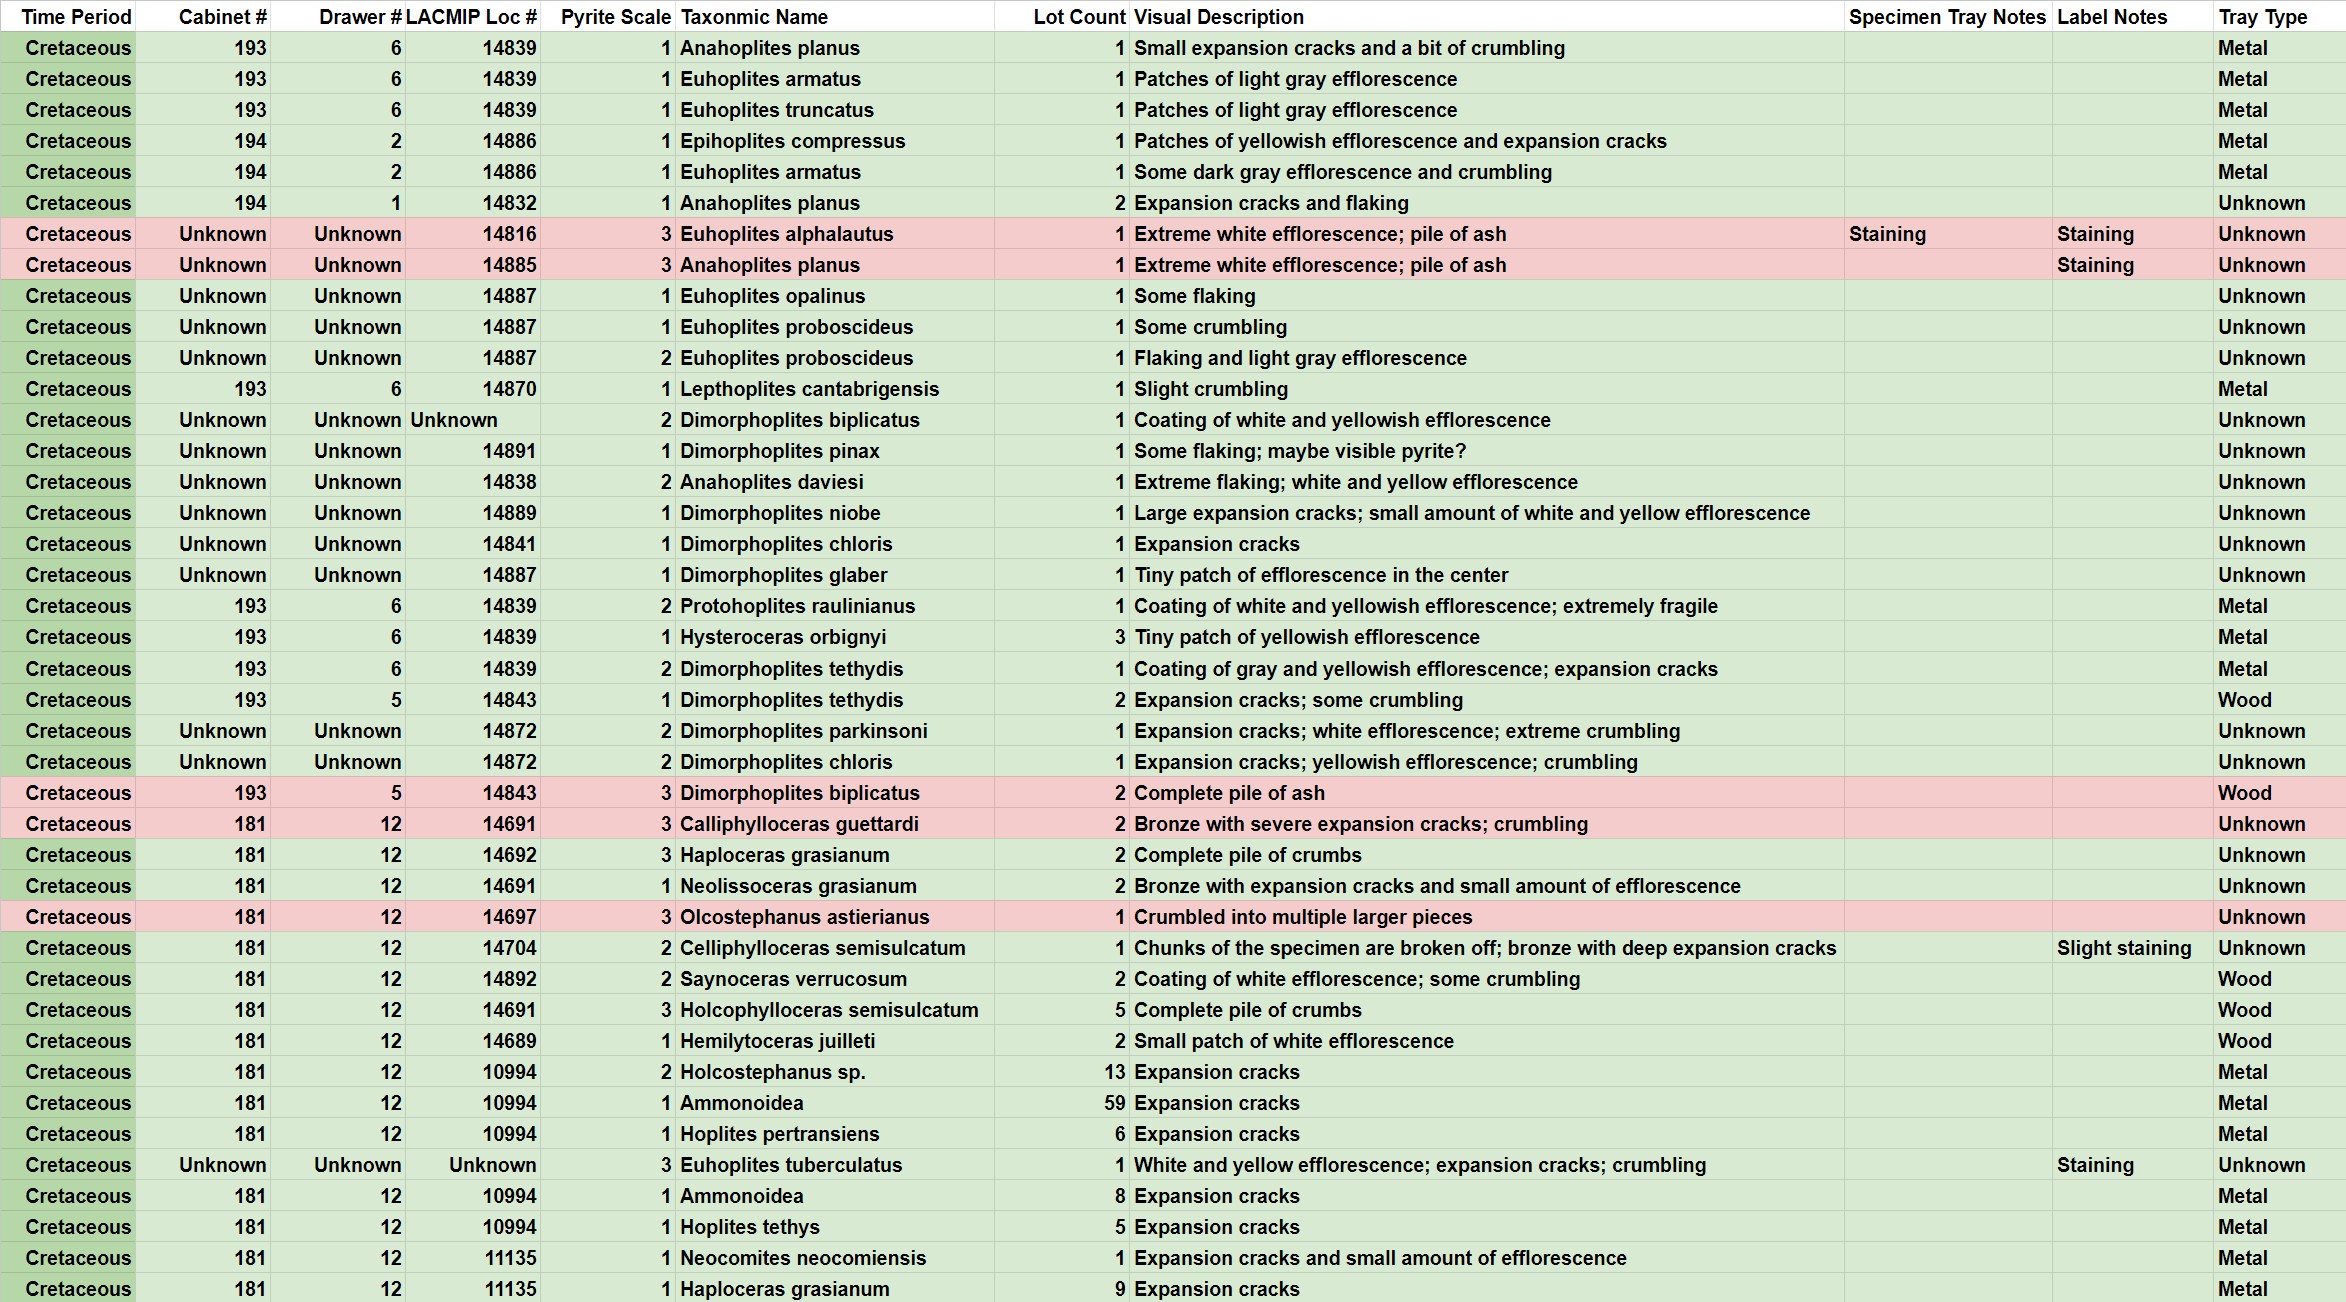 Time Period Cabinet # Drawer # LACMIP Loc # Pyrite Scale Taxonmic Name Lot Count Visual Description Specimen Tray Notes Label Notes Tray Type
Cretaceous 193 6 14839 1 Anahoplites planus 1 Small expansion cracks and a bit of crumbling Metal
Cretaceous 193 6 14839 1 Euhoplites armatus 1 Patches of light gray efflorescence Metal
Cretaceous 193 6 14839 1 Euhoplites truncatus 1 Patches of light gray efflorescence Metal
Cretaceous 194 2 14886 1 Epihoplites compressus 1 Patches of yellowish efflorescence and expansion cracks Metal
Cretaceous 194 2 14886 1 Euhoplites armatus 1 Some dark gray efflorescence and crumbling Metal
Cretaceous 194 1 14832 1 Anahoplites planus 2 Expansion cracks and flaking Unknown
Cretaceous Unknown Unknown 14816 3 Euhoplites alphalautus 1 Extreme white efflorescence; pile of ash Staining Staining Unknown
Cretaceous Unknown Unknown 14885 3 Anahoplites planus 1 Extreme white efflorescence; pile of ash Staining Unknown
Cretaceous Unknown Unknown 14887 1 Euhoplites opalinus 1 Some flaking Unknown
Cretaceous Unknown Unknown 14887 1 Euhoplites proboscideus 1 Some crumbling Unknown
Cretaceous Unknown Unknown 14887 2 Euhoplites proboscideus 1 Flaking and light gray efflorescence Unknown
Cretaceous 193 6 14870 1 Lepthoplites cantabrigensis 1 Slight crumbling Metal
Cretaceous Unknown Unknown Unknown 2 Dimorphoplites biplicatus 1 Coating of white and yellowish efflorescence Unknown
Cretaceous Unknown Unknown 14891 1 Dimorphoplites pinax 1 Some flaking; maybe visible pyrite? Unknown
Cretaceous Unknown Unknown 14838 2 Anahoplites daviesi 1 Extreme flaking; white and yellow efflorescence Unknown
Cretaceous Unknown Unknown 14889 1 Dimorphoplites niobe 1 Large expansion cracks; small amount of white and yellow efflorescence Unknown
Cretaceous Unknown Unknown 14841 1 Dimorphoplites chloris 1 Expansion cracks Unknown
Cretaceous Unknown Unknown 14887 1 Dimorphoplites glaber 1 Tiny patch of efflorescence in the center Unknown
Cretaceous 193 6 14839 2 Protohoplites raulinianus 1 Coating of white and yellowish efflorescence; extremely fragile Metal
Cretaceous 193 6 14839 1 Hysteroceras orbignyi 3 Tiny patch of yellowish efflorescence Metal
Cretaceous 193 6 14839 2 Dimorphoplites tethydis 1 Coating of gray and yellowish efflorescence; expansion cracks Metal
Cretaceous 193 5 14843 1 Dimorphoplites tethydis 2 Expansion cracks; some crumbling Wood
Cretaceous Unknown Unknown 14872 2 Dimorphoplites parkinsoni 1 Expansion cracks; white efflorescence; extreme crumbling Unknown
Cretaceous Unknown Unknown 14872 2 Dimorphoplites chloris 1 Expansion cracks; yellowish efflorescence; crumbling Unknown
Cretaceous 193 5 14843 3 Dimorphoplites biplicatus 2 Complete pile of ash Wood
Cretaceous 181 12 14691 3 Calliphylloceras guettardi 2 Bronze with severe expansion cracks; crumbling Unknown
Cretaceous 181 12 14692 3 Haploceras grasianum 2 Complete pile of crumbs Unknown
Cretaceous 181 12 14691 1 Neolissoceras grasianum 2 Bronze with expansion cracks and small amount of efflorescence Unknown
Cretaceous 181 12 14697 3 Olcostephanus astierianus 1 Crumbled into multiple larger pieces Unknown
Cretaceous 181 12 14704 2 Celliphylloceras semisulcatum 1 Chunks of the specimen are broken off; bronze with deep expansion cracks Slight staining Unknown
Cretaceous 181 12 14892 2 Saynoceras verrucosum 2 Coating of white efflorescence; some crumbling Wood
Cretaceous 181 12 14691 3 Holcophylloceras semisulcatum 5 Complete pile of crumbs Wood
Cretaceous 181 12 14689 1 Hemilytoceras juilleti 2 Small patch of white efflorescence Wood
Cretaceous 181 12 10994 2 Holcostephanus sp. 13 Expansion cracks Metal
Cretaceous 181 12 10994 1 Ammonoidea 59 Expansion cracks Metal
Cretaceous 181 12 10994 1 Hoplites pertransiens 6 Expansion cracks Metal
Cretaceous Unknown Unknown Unknown 3 Euhoplites tuberculatus 1 White and yellow efflorescence; expansion cracks; crumbling Staining Unknown
Cretaceous 181 12 10994 1 Ammonoidea 8 Expansion cracks Metal
Cretaceous 181 12 10994 1 Hoplites tethys 5 Expansion cracks Metal
Cretaceous 181 12 11135 1 Neocomites neocomiensis 1 Expansion cracks and small amount of efflorescence Metal
Cretaceous 181 12 11135 1 Haploceras grasianum 9 Expansion cracks Metal